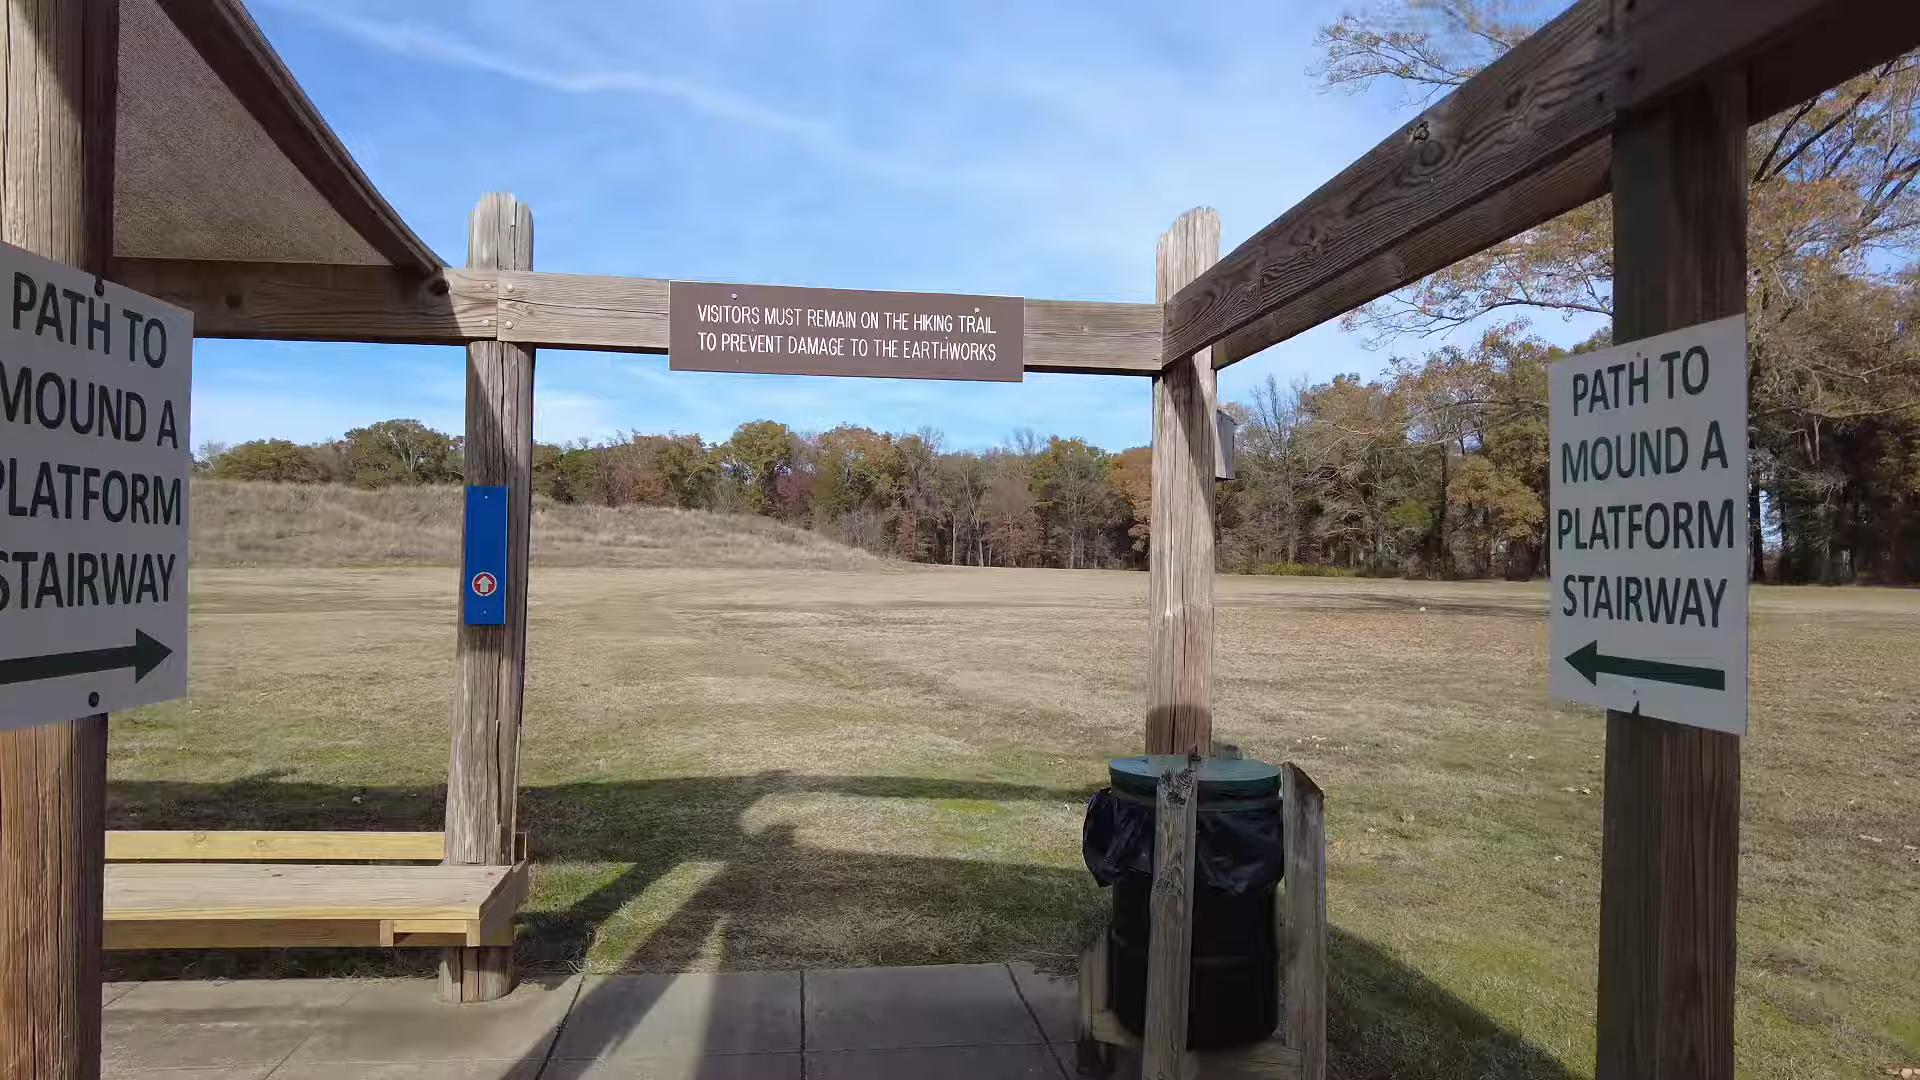 PATH TO
MOUND A
PLATFORM
STAIRWAY
VISITORS MUST REMAIN ON THE HIKING TRAIL
TO PREVENT DAMAGE TO THE EARTHWORKS
PATH TO
MOUND A
PLATFORM
STAIRWAY